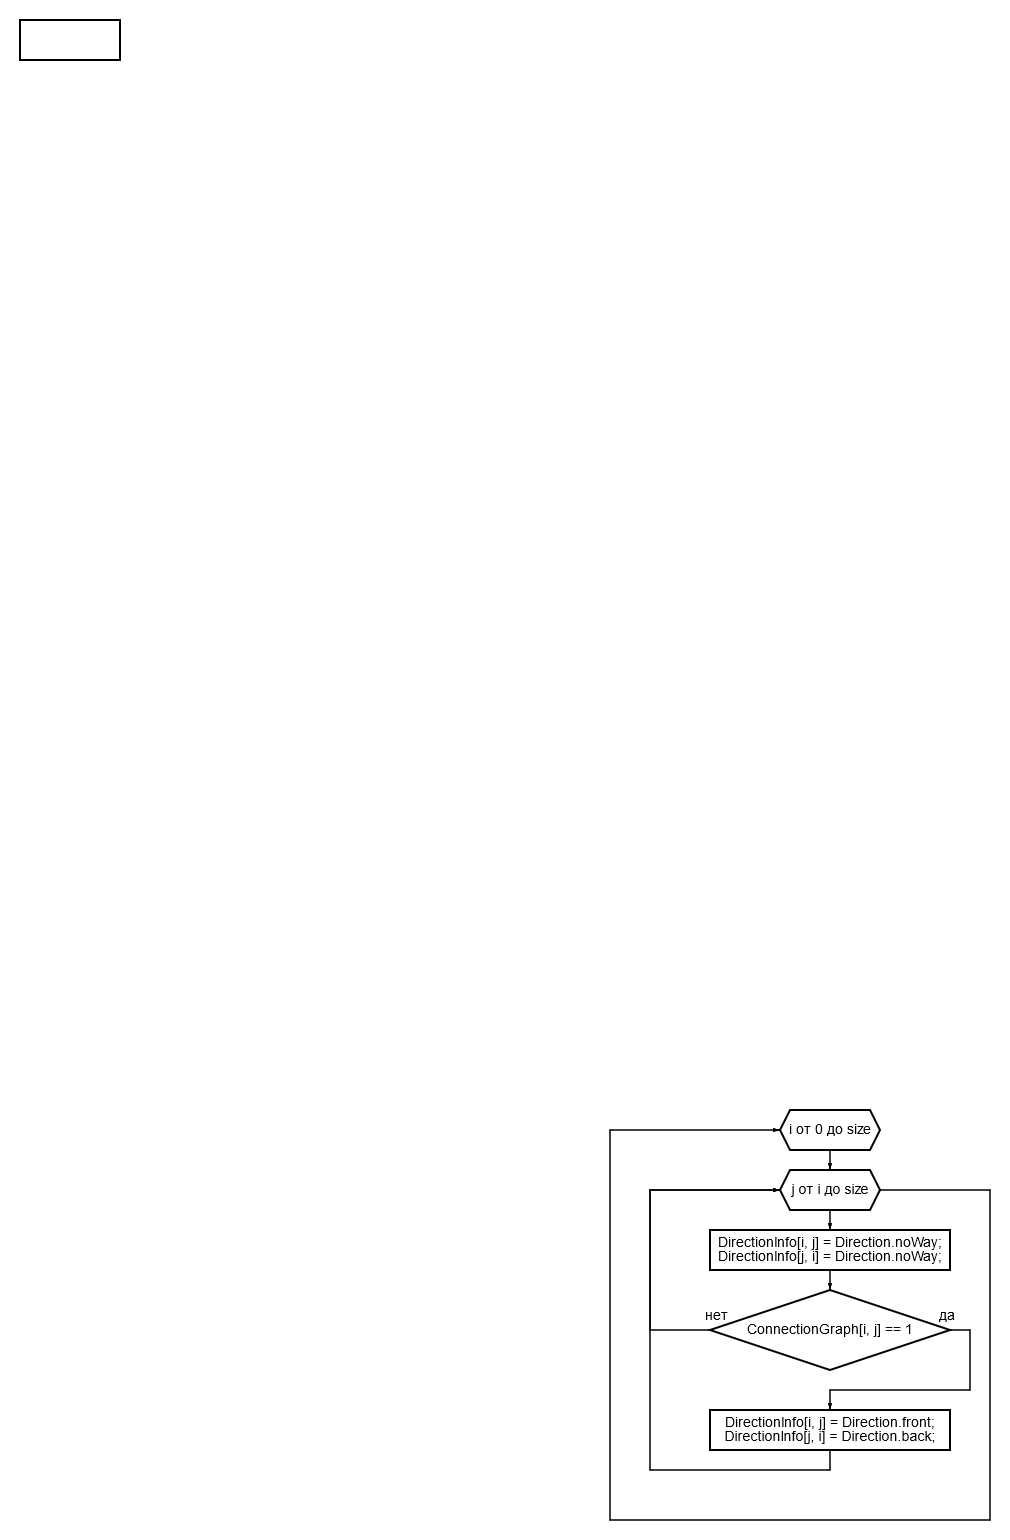 i от 0 до size
j от i до size
DirectionInfo[i, j] = Direction.noWay;
DirectionInfo[j, i] = Direction.noWay;
нет
да
ConnectionGraph[i, j] == 1
DirectionInfo[i, j] = Direction.front;
DirectionInfo[j, i] = Direction.back;